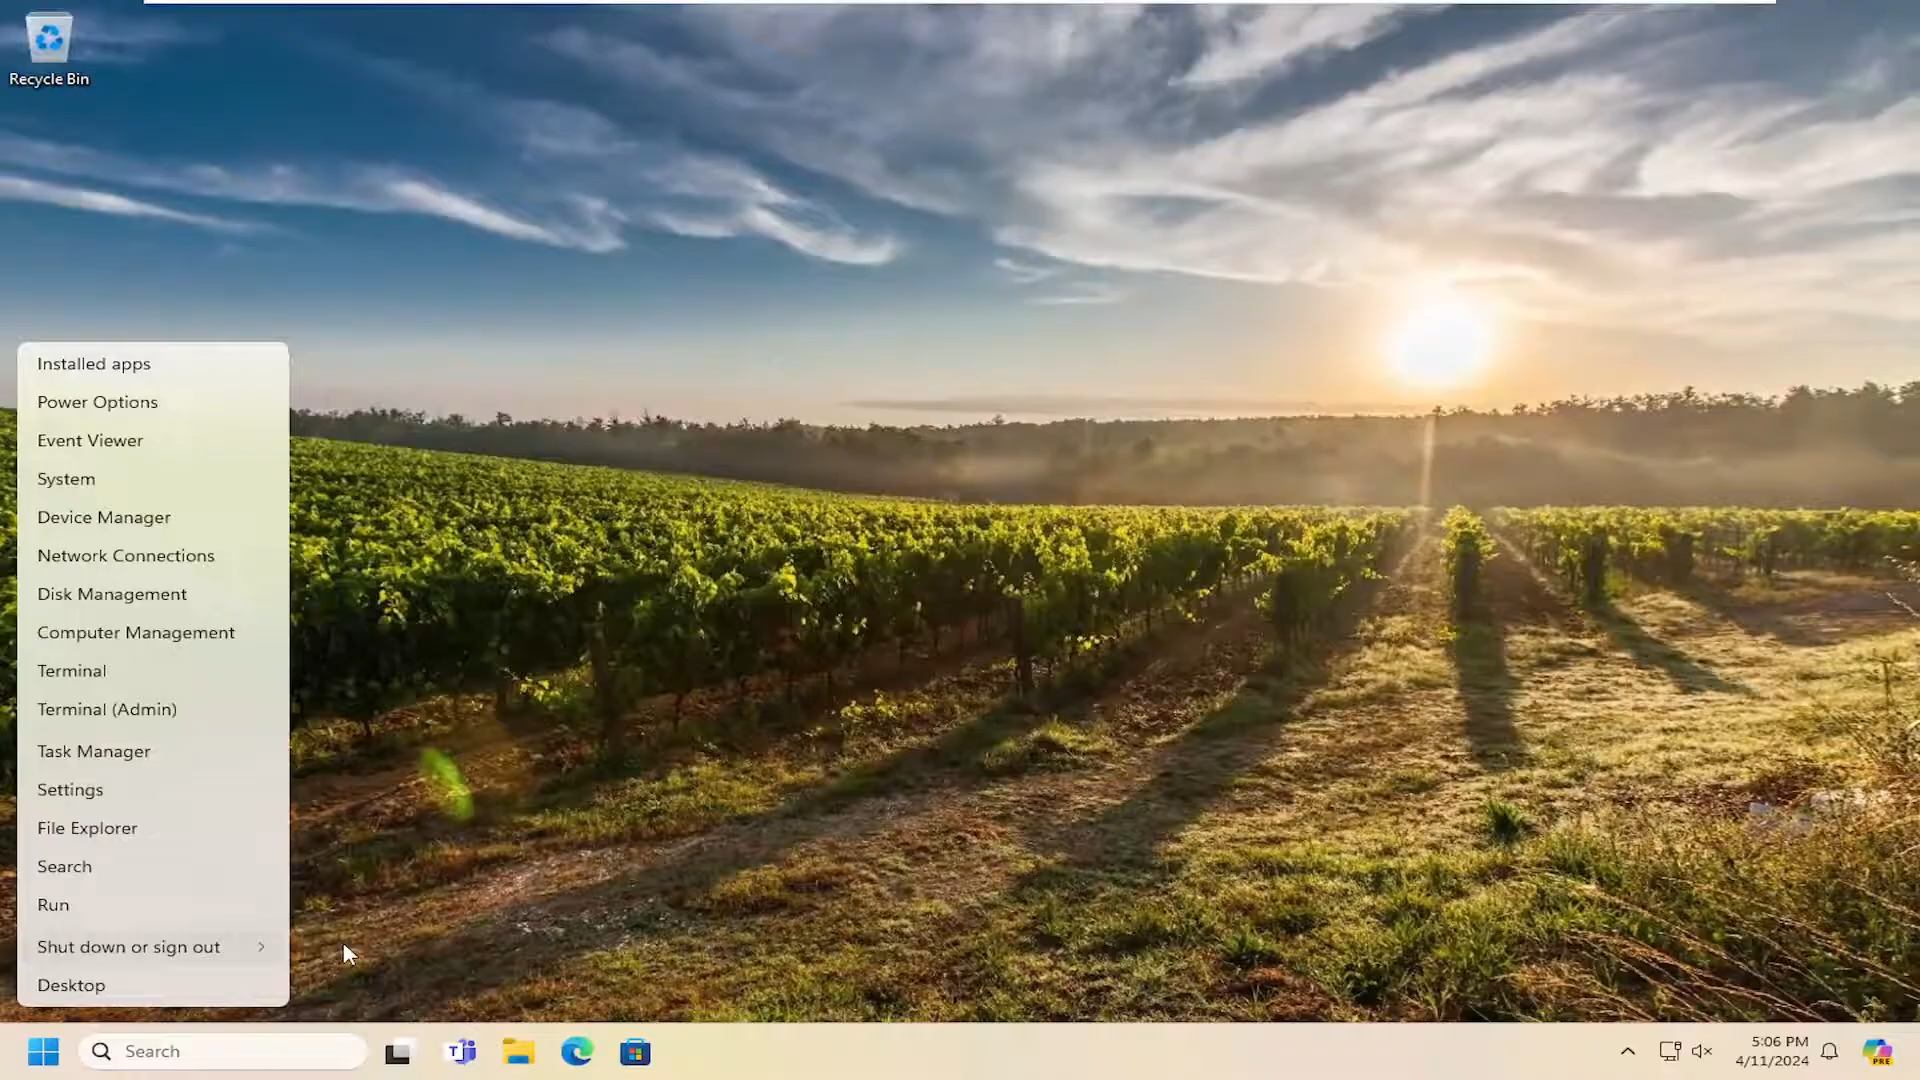 Recycle Bin
Installed apps
Power Options
Event Viewer
System
Device Manager
Network Connections
Disk Management
Computer Management
Terminal
Terminal (Admin)
Task Manager
Settings
File Explorer
Search
Run
Shut down or sign out
Desktop
Search
5:06 PM
4/11/2024
PRE